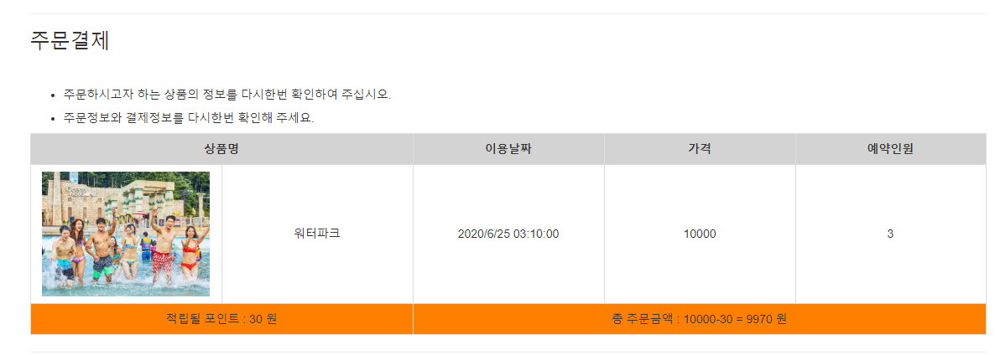 주문결제
주문하시고자 하는 상품의 정보를 다시한번 확인하여 주십시오.
주문정보와 결제정보를 다시한번 확인해 주세요.
상품명 이용날짜 가격 예약인원
워터파크 2020/6/25 03:10:00 10000 3
적립될 포인트 : 30 원 총 주문금액 : 10000-30 = 9970 원